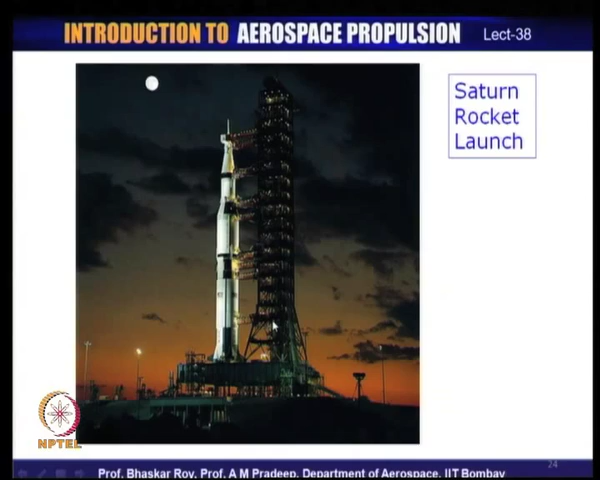 INTRODUCTION TO AEROSPACE PROPULSION Lect-38
Saturn
Rocket
Launch
NPTEL
24
Prof. Bhaskar Roy, Prof. A M Pradeep, Department of Aerospace, IIT Bombay